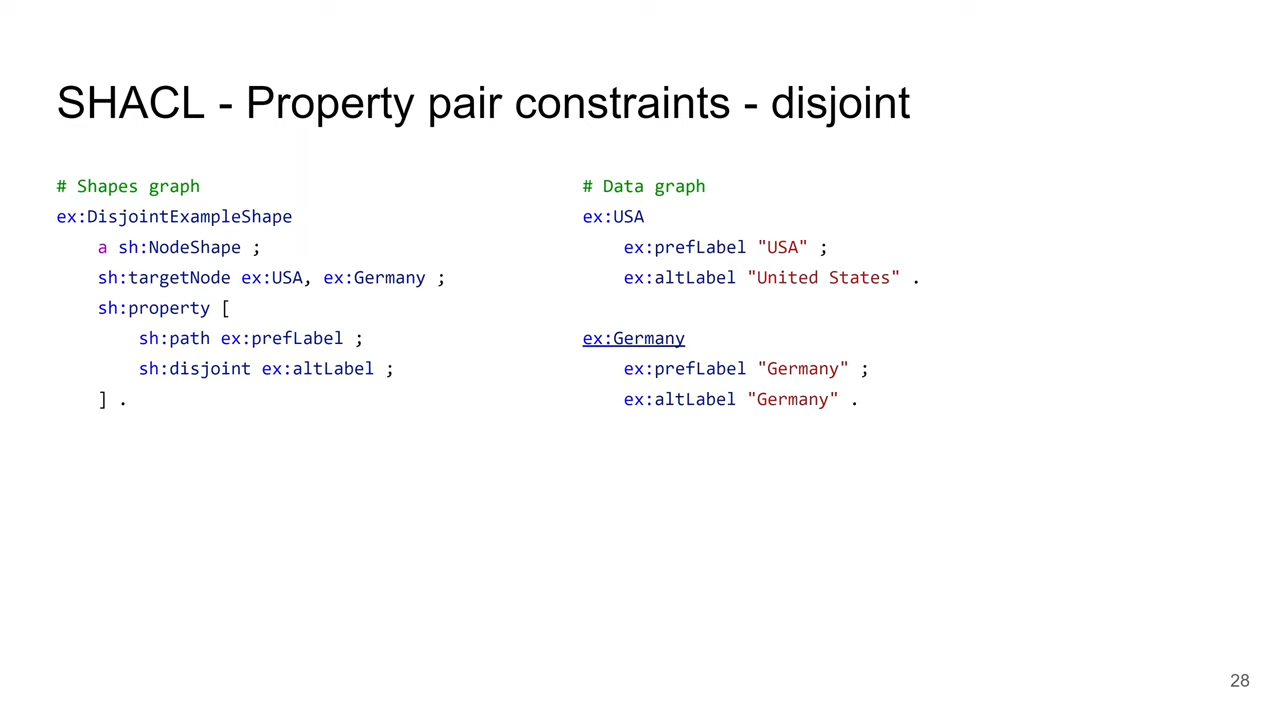 SHACL - Property pair constraints - disjoint
# Shapes graph
ex:DisjointExampleShape
    a sh:NodeShape ;
    sh:targetNode ex:USA, ex:Germany ;
    sh:property [
        sh:path ex:prefLabel ;
        sh:disjoint ex:altLabel ;
    ] .
# Data graph
ex:USA
    ex:prefLabel "USA" ;
    ex:altLabel "United States" .
ex:Germany
    ex:prefLabel "Germany" ;
    ex:altLabel "Germany" .
28